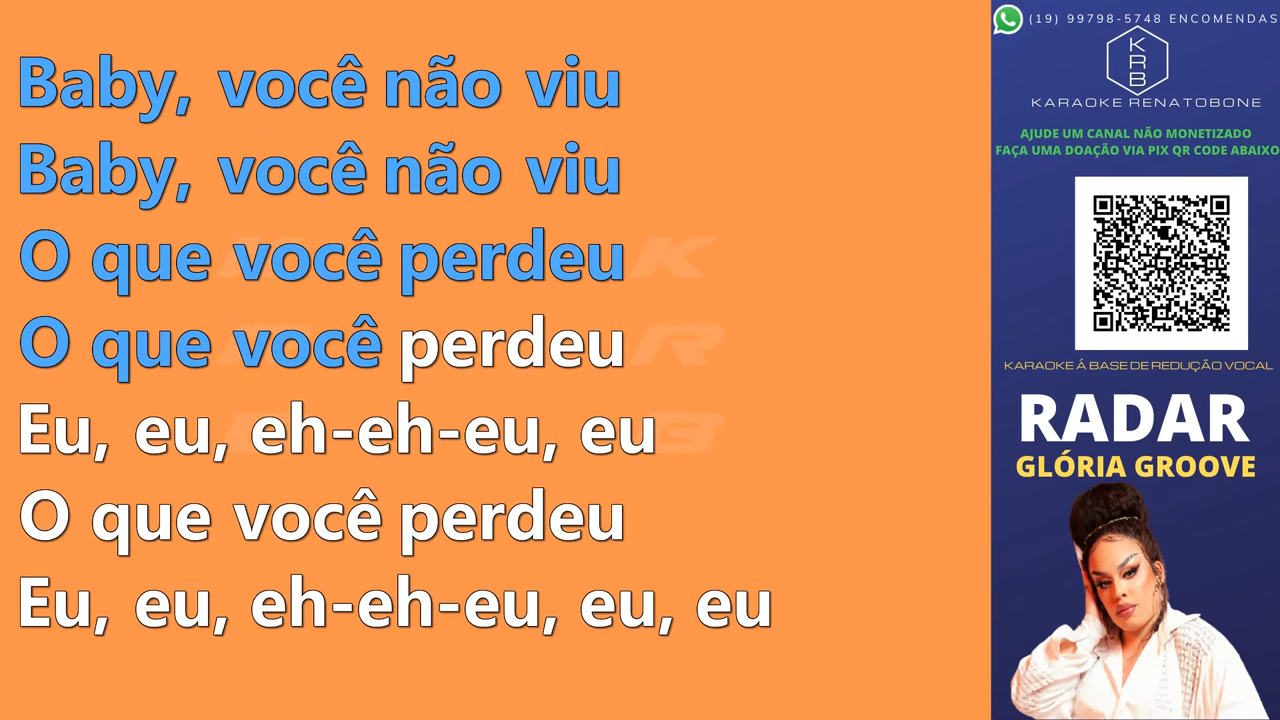 Baby, você não viu
Baby, você não viu
O que você perdeu
O que você perdeu
Eu, eu, eh-eh-eu, eu
O que você perdeu
Eu, eu, eh-eh-eu, eu, eu
(19) 99798-5748 ENCOMENDAS
K
R
B
KARAOKE RENATOBONE
AJUDE UM CANAL NÃO MONETIZADO
FAÇA UMA DOAÇÃO VIA PIX QR CODE ABAIXO
KARAOKE Á BASE DE REDUÇÃO VOCAL
RADAR
GLÓRIA GROOVE